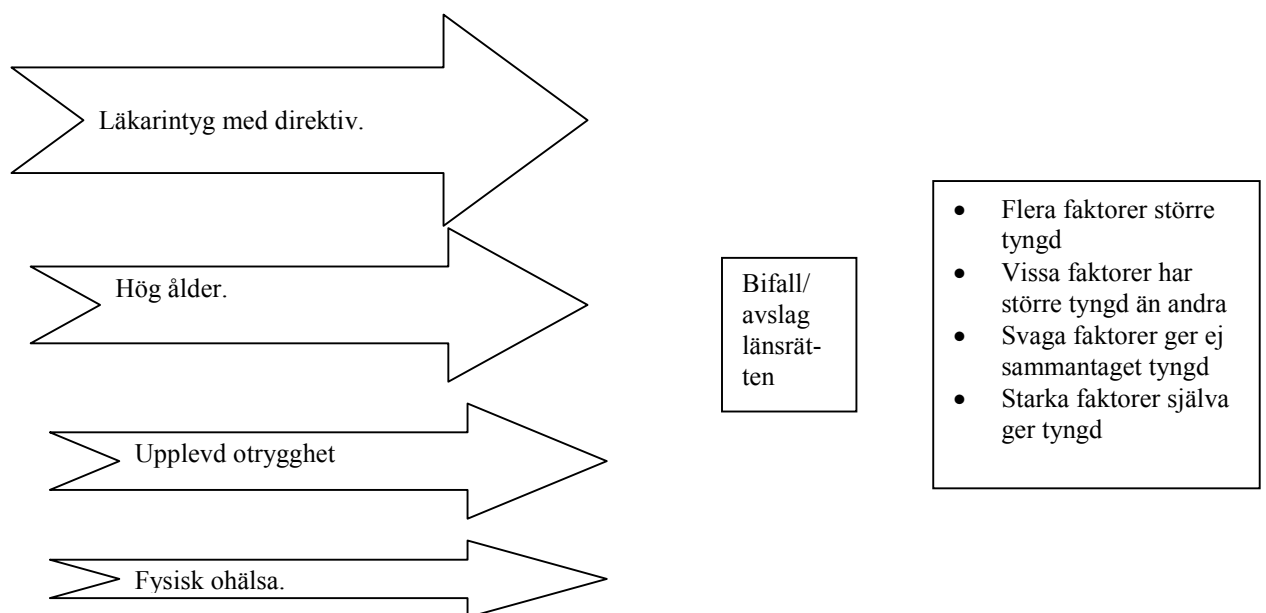 Läkarintyg med direktiv.
Hög ålder.
Upplevd otrygghet
Fysisk ohälsa.
Bifall/
avslag
länsrät-
ten
• Flera faktorer större
tyngd
• Vissa faktorer har
större tyngd än andra
• Svaga faktorer ger ej
sammantaget tyngd
• Starka faktorer själva
ger tyngd